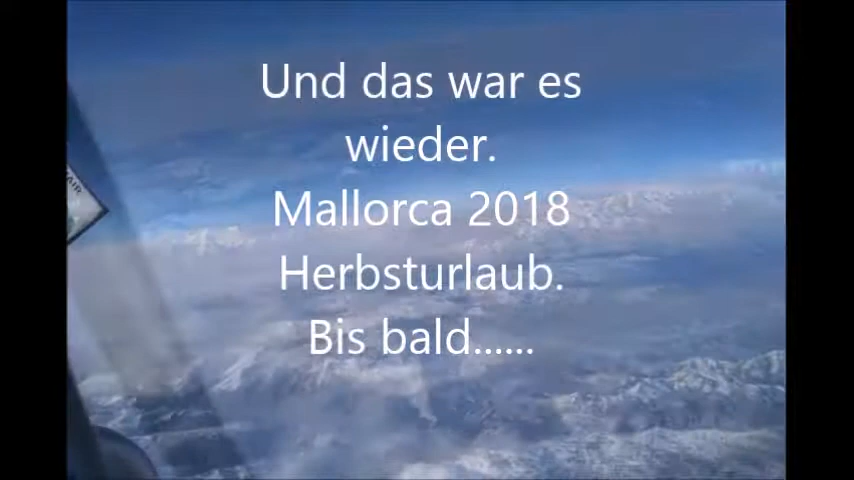 Und das war es
wieder.
Mallorca 2018
Herbsturlaub.
Bis bald......